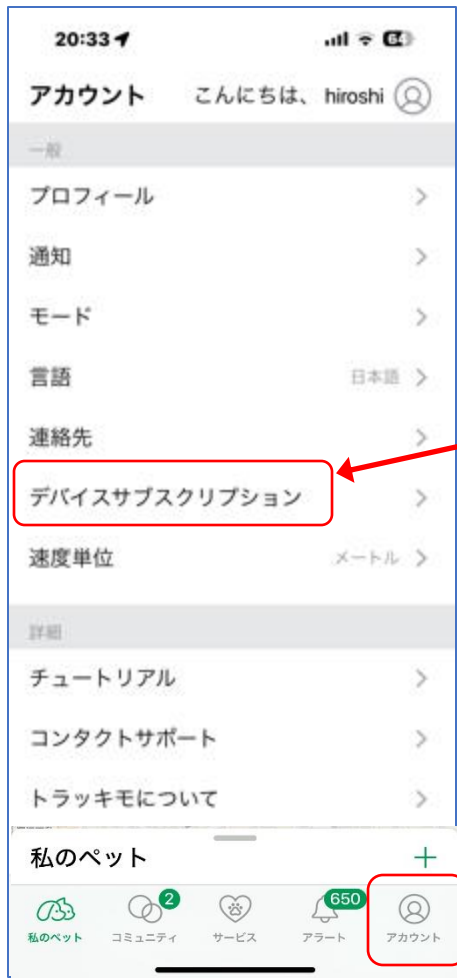 20:33
64
アカウント こんにちは、 hiroshi
一般
プロフィール
通知
モード
言語 日本語
連絡先
デバイスサブスクリプション
速度単位 メートル
詳細
チュートリアル
コンタクトサポート
トラッキモについて
私のペット
2
650
私のペット コミュニティ サービス アラート アカウント